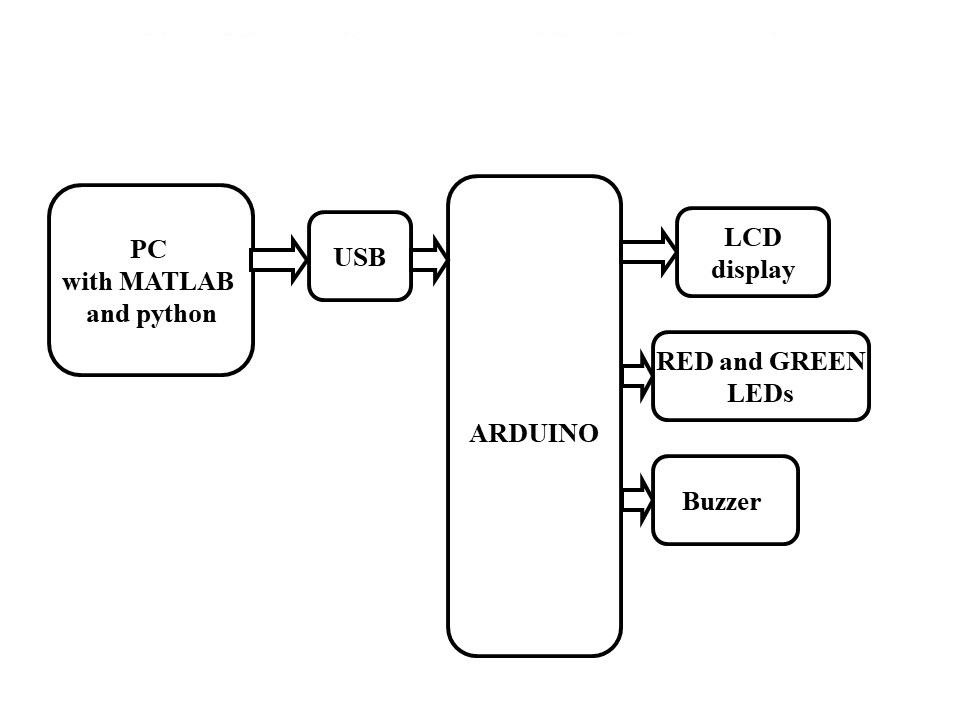 PC
with MATLAB
and python
USB
ARDUINO
LCD
display
RED and GREEN
LEDs
Buzzer